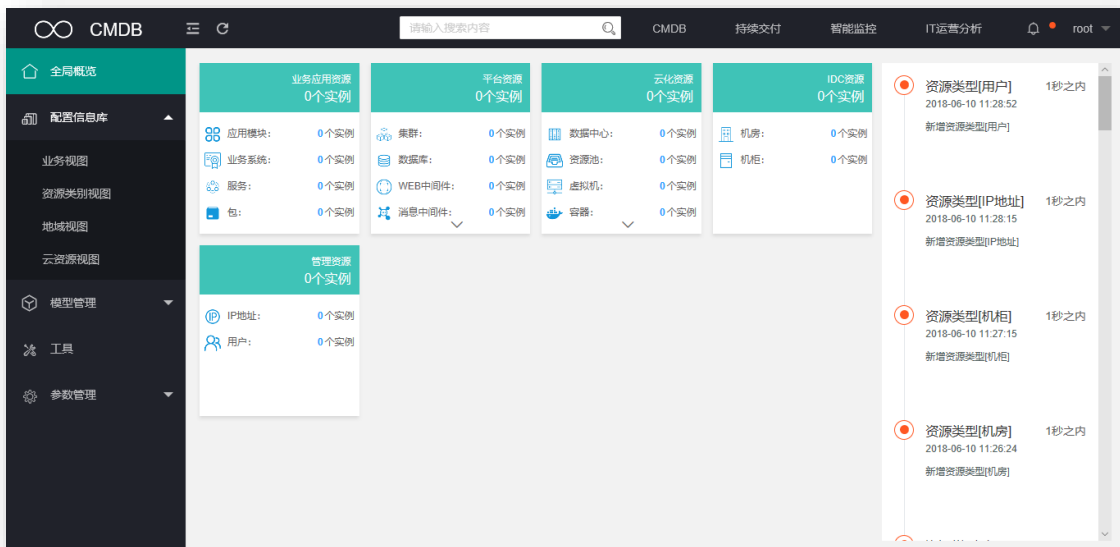 CMDB
请输入搜索内容
CMDB
持续交付
智能监控
IT运营分析
root
全局概览
配置信息库
业务视图
资源类别视图
地域视图
云资源视图
模型管理
工具
参数管理
业务应用资源
0个实例
应用模块: 0个实例
业务系统: 0个实例
服务: 0个实例
包: 0个实例
平台资源
0个实例
集群: 0个实例
数据库: 0个实例
WEB中间件: 0个实例
消息中间件: 0个实例
云化资源
0个实例
数据中心: 0个实例
资源池: 0个实例
虚拟机: 0个实例
容器: 0个实例
IDC资源
0个实例
机房: 0个实例
机柜: 0个实例
管理资源
0个实例
IP地址: 0个实例
用户: 0个实例
资源类型[用户] 1秒之内
2018-06-10 11:28:52
新增资源类型[用户]
资源类型[IP地址] 1秒之内
2018-06-10 11:28:15
新增资源类型[IP地址]
资源类型[机柜] 1秒之内
2018-06-10 11:27:15
新增资源类型[机柜]
资源类型[机房] 1秒之内
2018-06-10 11:26:24
新增资源类型[机房]